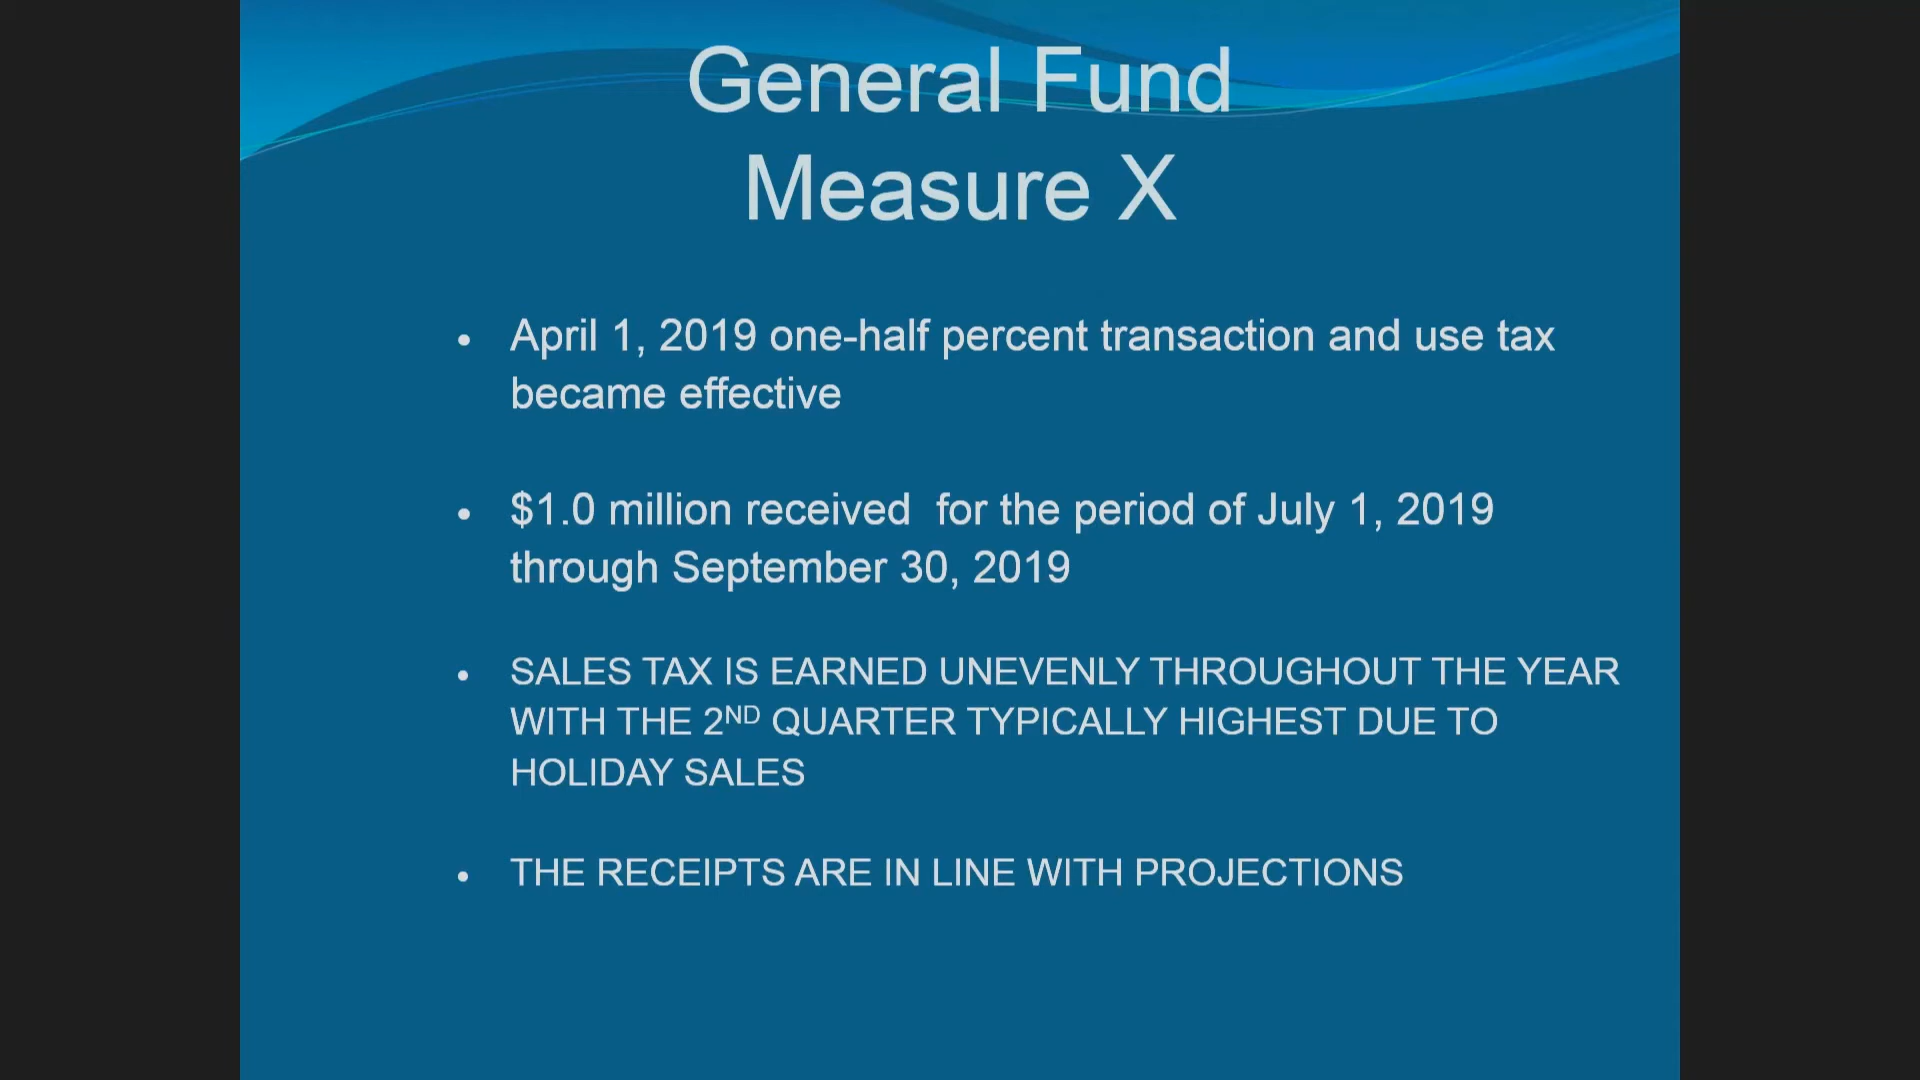 General Fund
Measure X
• April 1, 2019 one-half percent transaction and use tax
became effective
• $1.0 million received  for the period of July 1, 2019
through September 30, 2019
• SALES TAX IS EARNED UNEVENLY THROUGHOUT THE YEAR
WITH THE 2ND QUARTER TYPICALLY HIGHEST DUE TO
HOLIDAY SALES
• THE RECEIPTS ARE IN LINE WITH PROJECTIONS